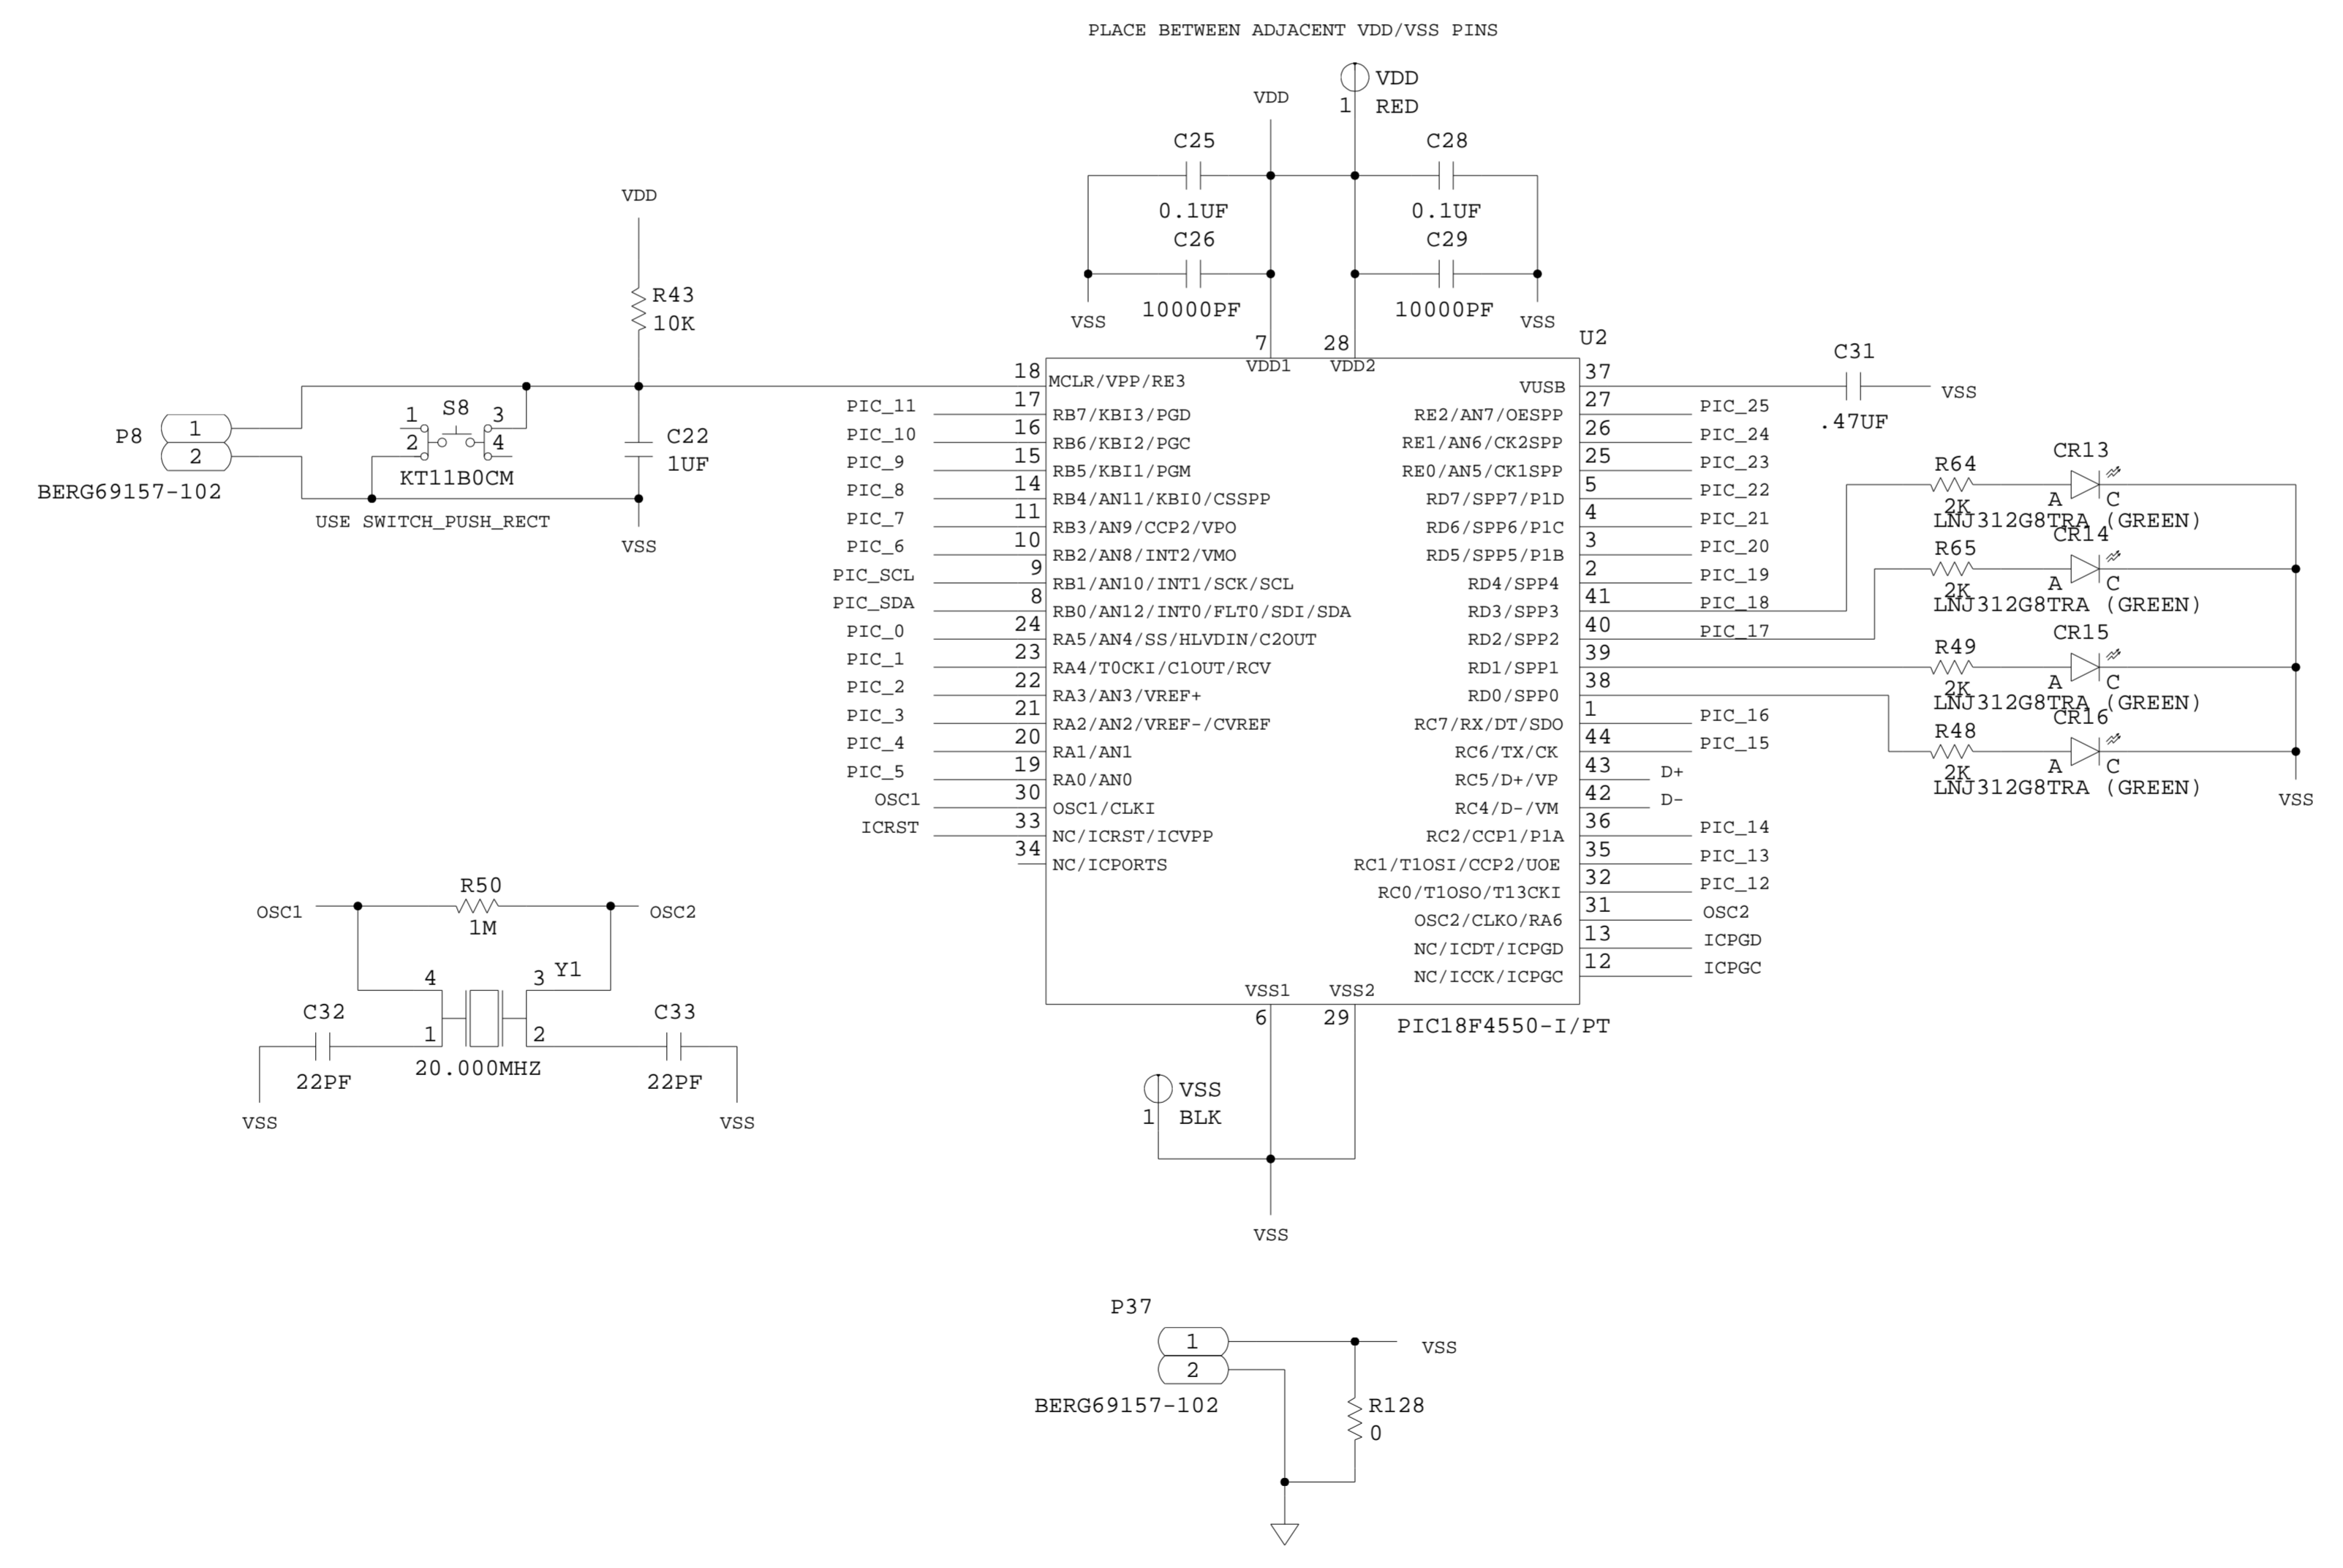 PLACE BETWEEN ADJACENT VDD/VSS PINS
VDD
1 RED
VDD
C25
0.1UF
C28
0.1UF
C26
10000PF
C29
10000PF
VSS
VSS
7
28
VDD
R43
10K
P8
1
2
BERG69157-102
S8
1 3
2 4
KT11B0CM
USE SWITCH_PUSH_RECT
C22
1UF
VSS
U2
VDD1 VDD2
18 MCLR/VPP/RE3
PIC_11 17 RB7/KBI3/PGD
PIC_10 16 RB6/KBI2/PGC
PIC_9 15 RB5/KBI1/PGM
PIC_8 14 RB4/AN11/KBI0/CSSPP
PIC_7 11 RB3/AN9/CCP2/VPO
PIC_6 10 RB2/AN8/INT2/VMO
PIC_SCL 9 RB1/AN10/INT1/SCK/SCL
PIC_SDA 8 RB0/AN12/INT0/FLT0/SDI/SDA
PIC_0 24 RA5/AN4/SS/HLVDIN/C2OUT
PIC_1 23 RA4/T0CKI/C1OUT/RCV
PIC_2 22 RA3/AN3/VREF+
PIC_3 21 RA2/AN2/VREF-/CVREF
PIC_4 20 RA1/AN1
PIC_5 19 RA0/AN0
OSC1 30 OSC1/CLKI
ICRST 33 NC/ICRST/ICVPP
34 NC/ICPORTS
VUSB 37
RE2/AN7/OESPP 27 PIC_25
RE1/AN6/CK2SPP 26 PIC_24
RE0/AN5/CK1SPP 25 PIC_23
RD7/SPP7/P1D 5 PIC_22
RD6/SPP6/P1C 4 PIC_21
RD5/SPP5/P1B 3 PIC_20
RD4/SPP4 2 PIC_19
RD3/SPP3 41 PIC_18
RD2/SPP2 40 PIC_17
RD1/SPP1 39
RD0/SPP0 38
RC7/RX/DT/SDO 1 PIC_16
RC6/TX/CK 44 PIC_15
RC5/D+/VP 43 D+
RC4/D-/VM 42 D-
RC2/CCP1/P1A 36 PIC_14
RC1/T1OSI/CCP2/UOE 35 PIC_13
RC0/T1OSO/T13CKI 32 PIC_12
OSC2/CLKO/RA6 31 OSC2
NC/ICDT/ICPGD 13 ICPGD
NC/ICCK/ICPGC 12 ICPGC
VSS1 VSS2
6 29
PIC18F4550-I/PT
C31
.47UF
VSS
R64
2K
CR13
A C
LNJ312G8TRA (GREEN)
R65
2K
CR14
A C
LNJ312G8TRA (GREEN)
R49
2K
CR15
A C
LNJ312G8TRA (GREEN)
R48
2K
CR16
A C
LNJ312G8TRA (GREEN)
VSS
OSC1
R50
1M
OSC2
4 3 Y1
1 2
20.000MHZ
C32
22PF
C33
22PF
VSS
VSS
VSS
1 BLK
VSS
P37
1
2
BERG69157-102
VSS
R128
0